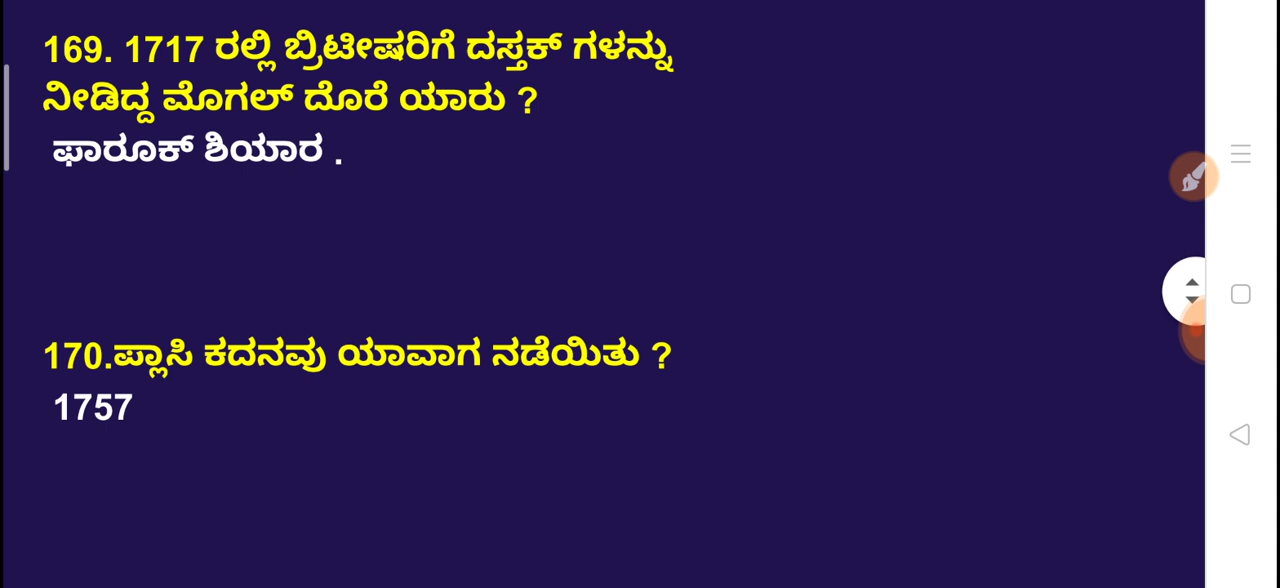 169. 1717 ರಲ್ಲಿ ಬ್ರಿಟೀಷರಿಗೆ ದಸ್ತಕ್ ಗಳನ್ನು
ನೀಡಿದ್ದ ಮೊಗಲ್ ದೊರೆ ಯಾರು ?
ಫಾರೂಕ್ ಶಿಯಾರ .
170.ಪ್ಲಾಸಿ ಕದನವು ಯಾವಾಗ ನಡೆಯಿತು ?
1757